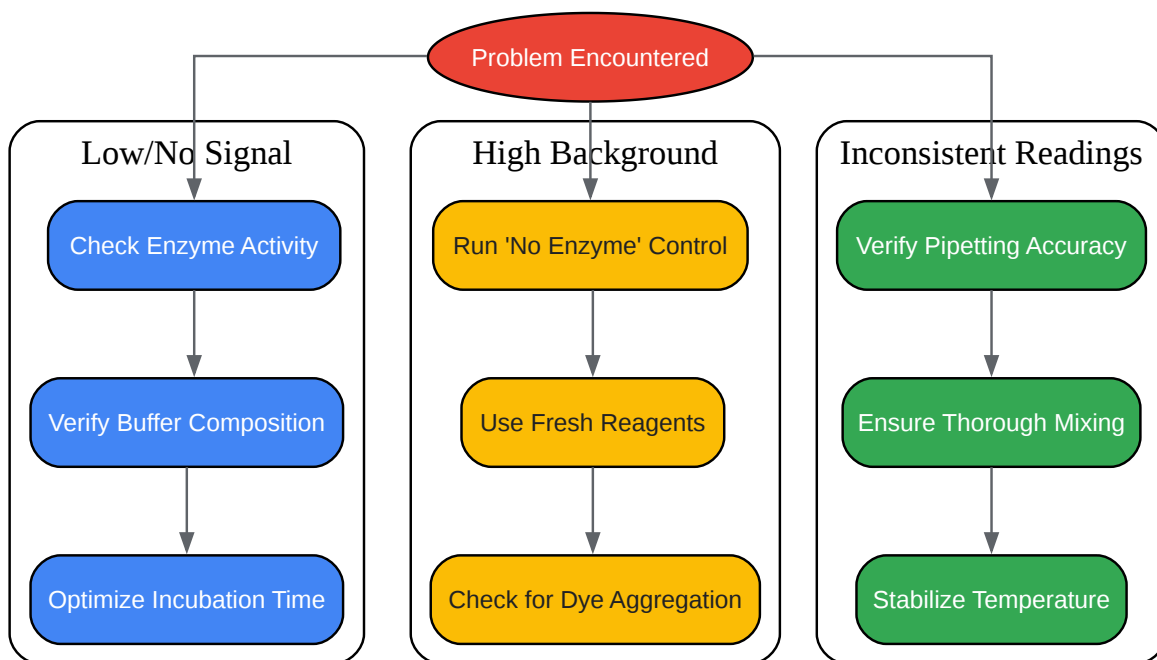 Problem Encountered
Low/No Signal
Check Enzyme Activity
Verify Buffer Composition
Optimize Incubation Time
High Background
Run 'No Enzyme' Control
Use Fresh Reagents
Check for Dye Aggregation
Inconsistent Readings
Verify Pipetting Accuracy
Ensure Thorough Mixing
Stabilize Temperature